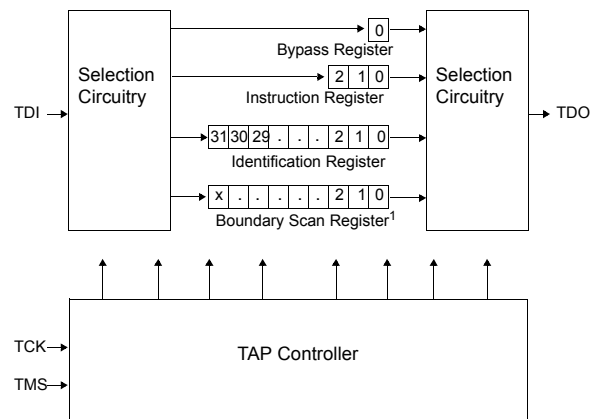 0
Bypass Register
Selection
Circuitry
2 1 0
Selection
Circuitry
Instruction Register
TDI
TDO
31 30 29 . . . 2 1 0
Identification Register
x . . . . . 2 1 0
Boundary Scan Register1
TCK
TAP Controller
TMS